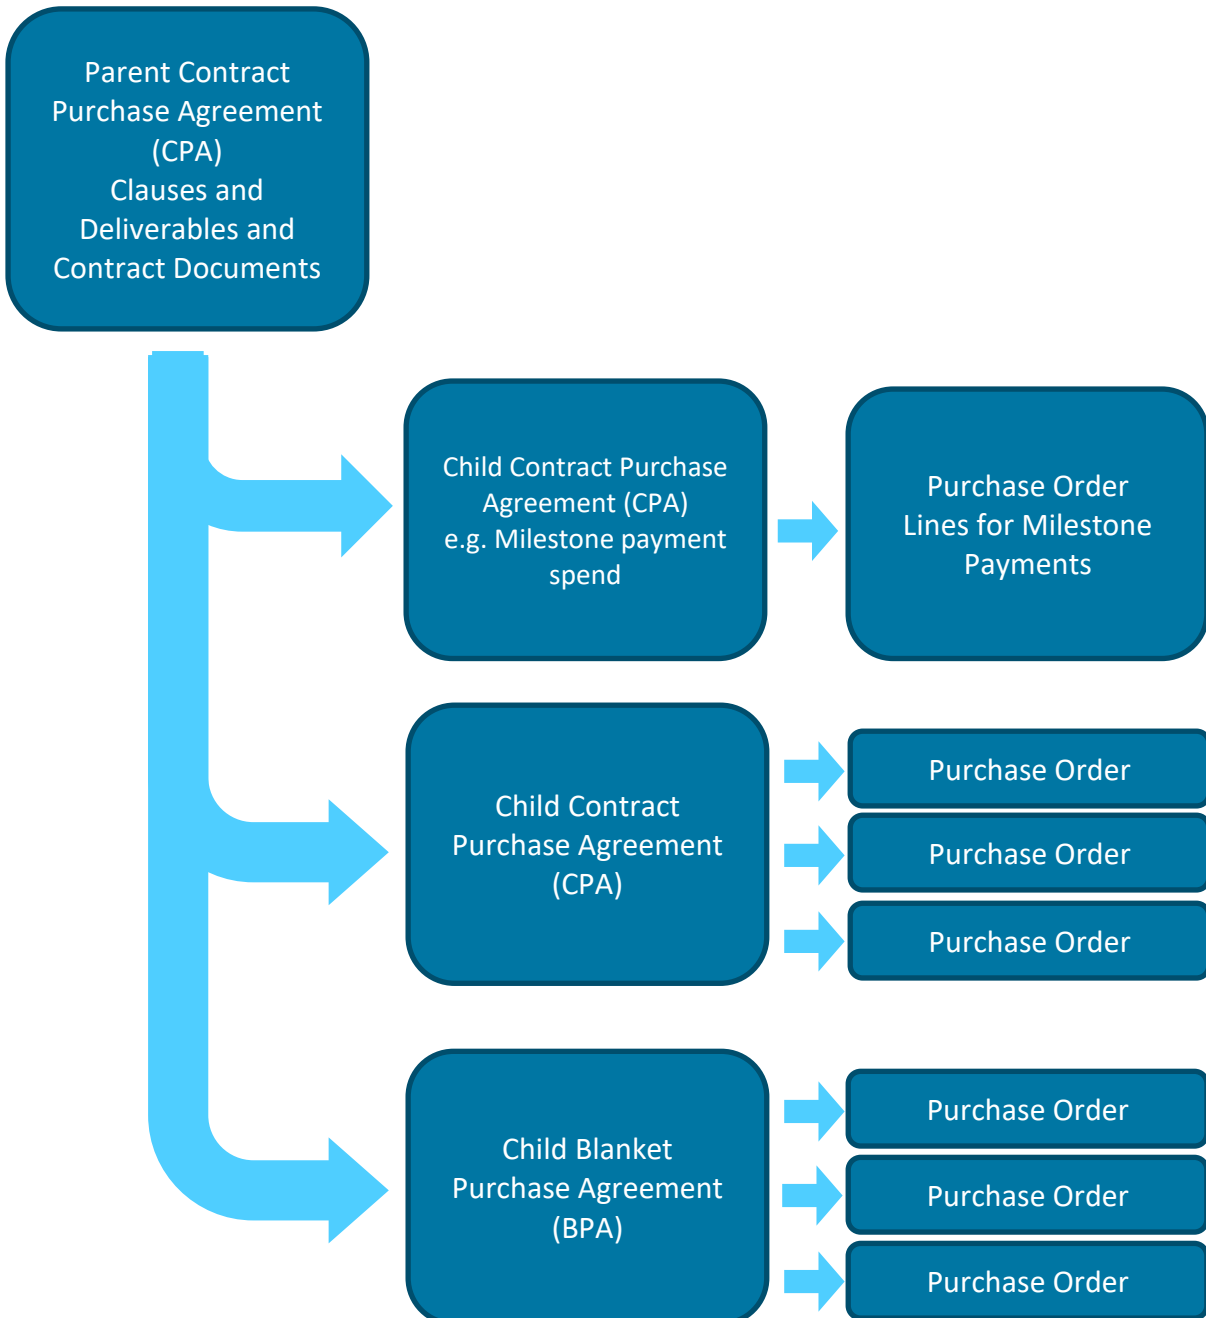 Parent Contract
Purchase Agreement
(CPA)
Clauses and
Deliverables and
Contract Documents
Child Contract Purchase
Agreement (CPA)
e.g. Milestone payment
spend
Purchase Order
Lines for Milestone
Payments
Child Contract
Purchase Agreement
(CPA)
Purchase Order
Purchase Order
Purchase Order
Child Blanket
Purchase Agreement
(BPA)
Purchase Order
Purchase Order
Purchase Order